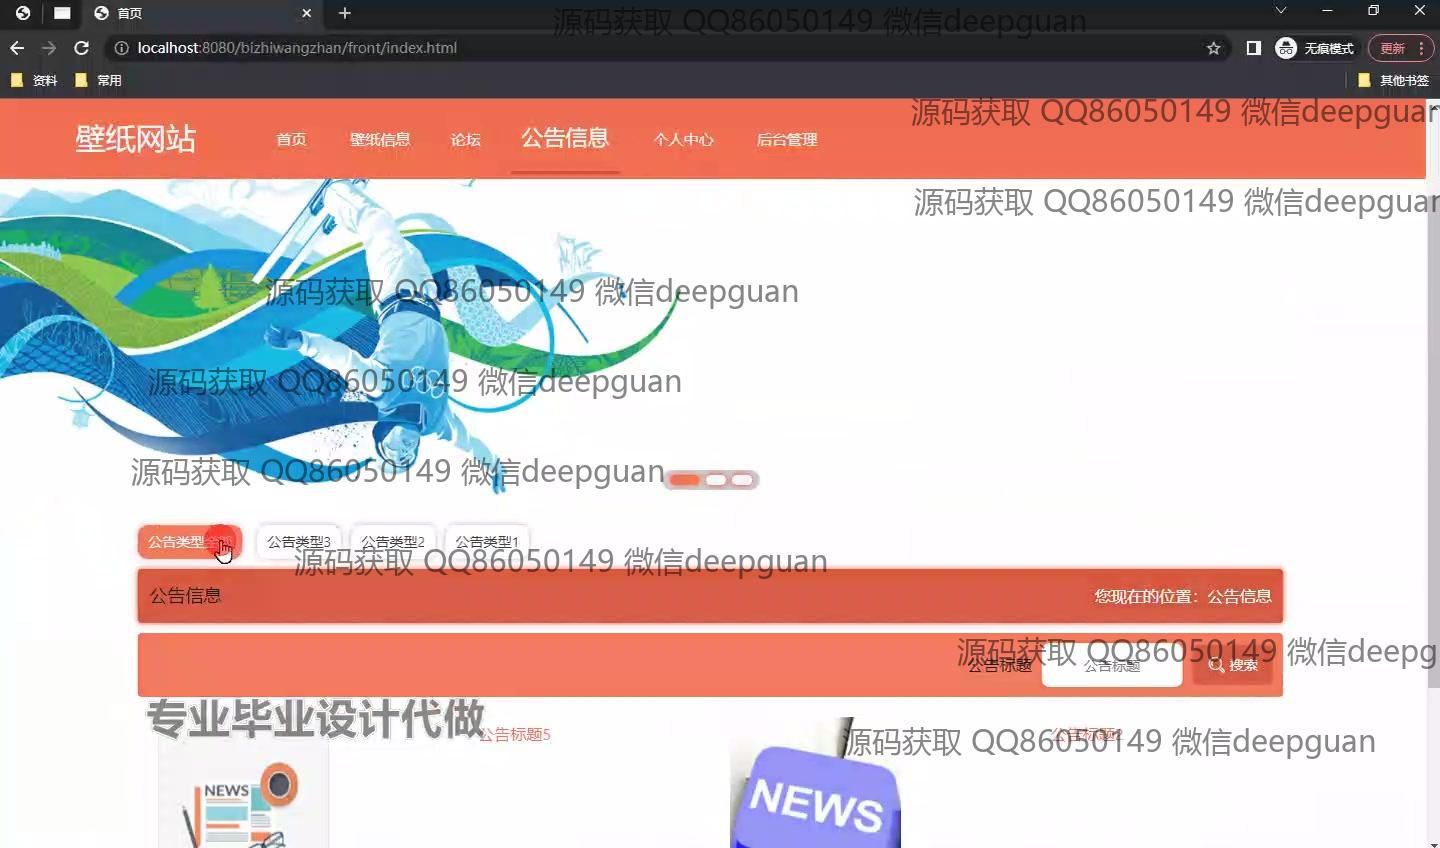 首页
源码获取 QQ86050149 微信deepguan
localhost:8080/bizhiwangzhan/front/index.html
无痕模式
更新
资料
常用
其他书签
源码获取 QQ86050149 微信deepguan
壁纸网站
首页
壁纸信息
论坛
公告信息
个人中心
后台管理
源码获取 QQ86050149 微信deepguan
源码获取 QQ86050149 微信deepguan
源码获取 QQ86050149 微信deepguan
源码获取 QQ86050149 微信deepguan
公告类型全部
公告类型3
公告类型2
公告类型1
源码获取 QQ86050149 微信deepguan
公告信息
您现在的位置：公告信息
源码获取 QQ86050149 微信deepg
公告标题
公告标题
搜索
专业毕业设计代做
公告标题5
公告标题2
源码获取 QQ86050149 微信deepguan
NEWS
NEWS